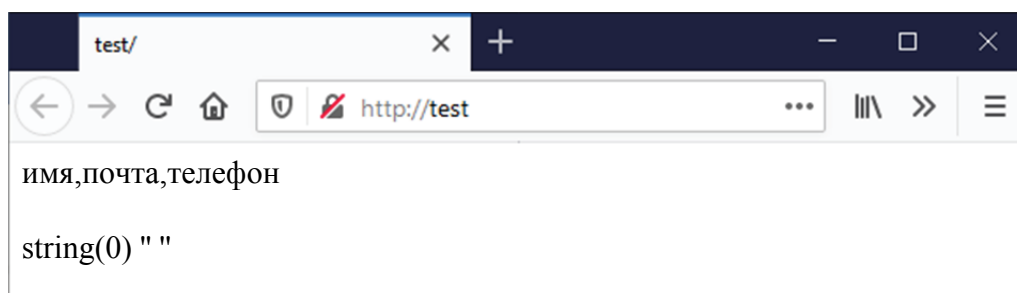 test/
http://test
имя,почта,телефон
string(0) " "